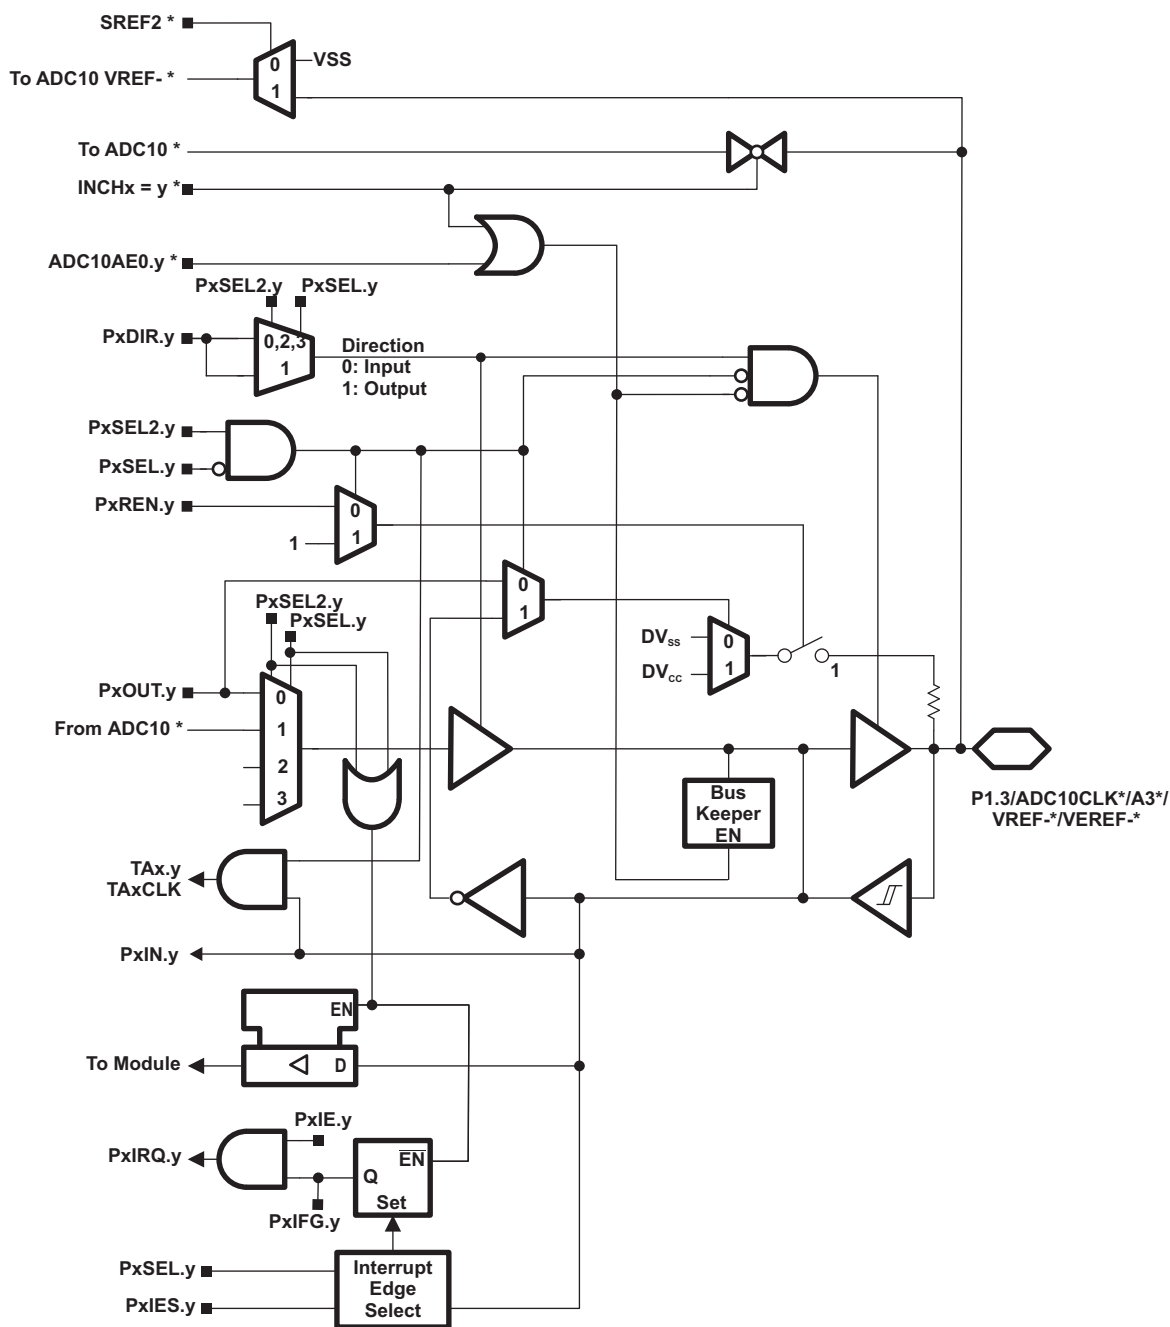 SREF2 *
VSS
0
To ADC10 VREF- *
1
To ADC10 *
INCHx = y *
ADC10AE0.y *
PxSEL2.y PxSEL.y
PxDIR.y
0,2,3
1
Direction
0: Input
1: Output
PxSEL2.y
PxSEL.y
PxREN.y
0
1
1
0
1
PxSEL2.y
PxSEL.y
DVSS
0
DVCC
1
1
PxOUT.y
0
From ADC10 *
1
2
3
Bus
Keeper
EN
P1.3/ADC10CLK*/A3*/
VREF-*/VEREF-*
TAx.y
TAxCLK
PxIN.y
EN
To Module
D
PxIE.y
PxIRQ.y
EN
Q
Set
PxIFG.y
PxSEL.y
PxIES.y
Interrupt
Edge
Select